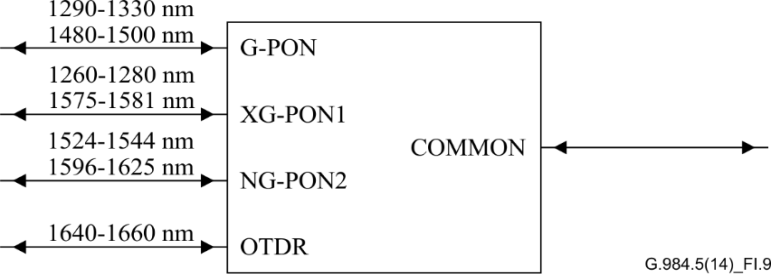 1290-1330 nm
1480-1500 nm
G-PON
1260-1280 nm
1575-1581 nm
XG-PON1
1524-1544 nm
1596-1625 nm
NG-PON2
1640-1660 nm
OTDR
COMMON
G.984.5(14)_FI.9